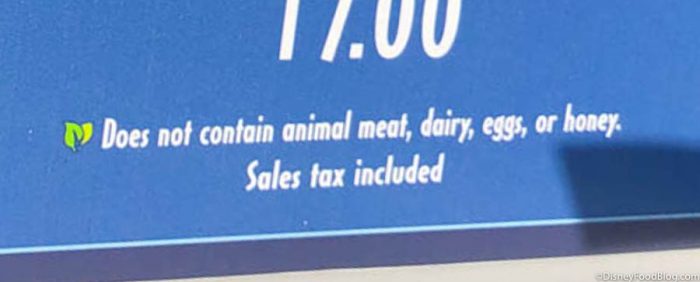 17.00
Does not contain animal meat, dairy, eggs, or honey.
Sales tax included
©DisneyFoodBlog.com